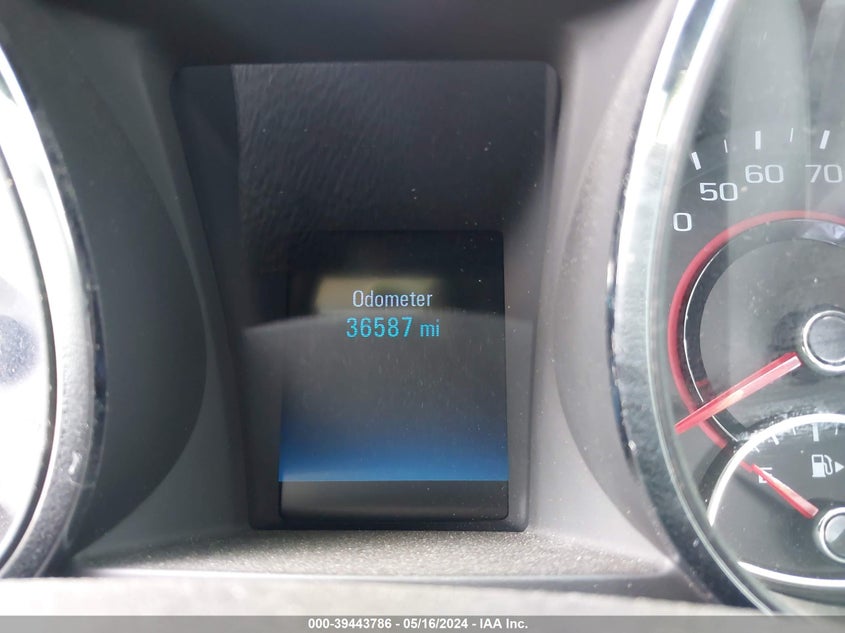 Odometer
36587 mi
0 50 60 70
E
000-39443786 - 05/16/2024 - IAA Inc.